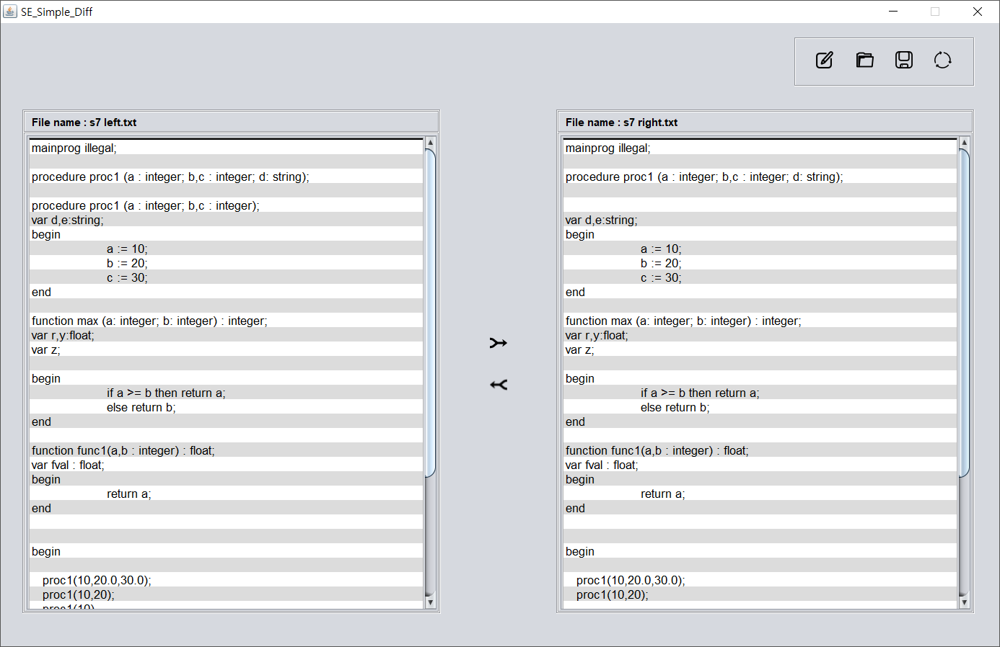 SE_Simple_Diff
File name : s7 left.txt
mainprog illegal;
procedure proc1 (a : integer; b,c : integer; d: string);
procedure proc1 (a : integer; b,c : integer);
var d,e:string;
begin
a := 10;
b := 20;
c := 30;
end
function max (a: integer; b: integer) : integer;
var r,y:float;
var z;
begin
if a >= b then return a;
else return b;
end
function func1(a,b : integer) : float;
var fval : float;
begin
return a;
end
begin
proc1(10,20.0,30.0);
proc1(10,20);
proc1(10)
File name : s7 right.txt
mainprog illegal;
procedure proc1 (a : integer; b,c : integer; d: string);
var d,e:string;
begin
a := 10;
b := 20;
c := 30;
end
function max (a: integer; b: integer) : integer;
var r,y:float;
var z;
begin
if a >= b then return a;
else return b;
end
function func1(a,b : integer) : float;
var fval : float;
begin
return a;
end
begin
proc1(10,20.0,30.0);
proc1(10,20);